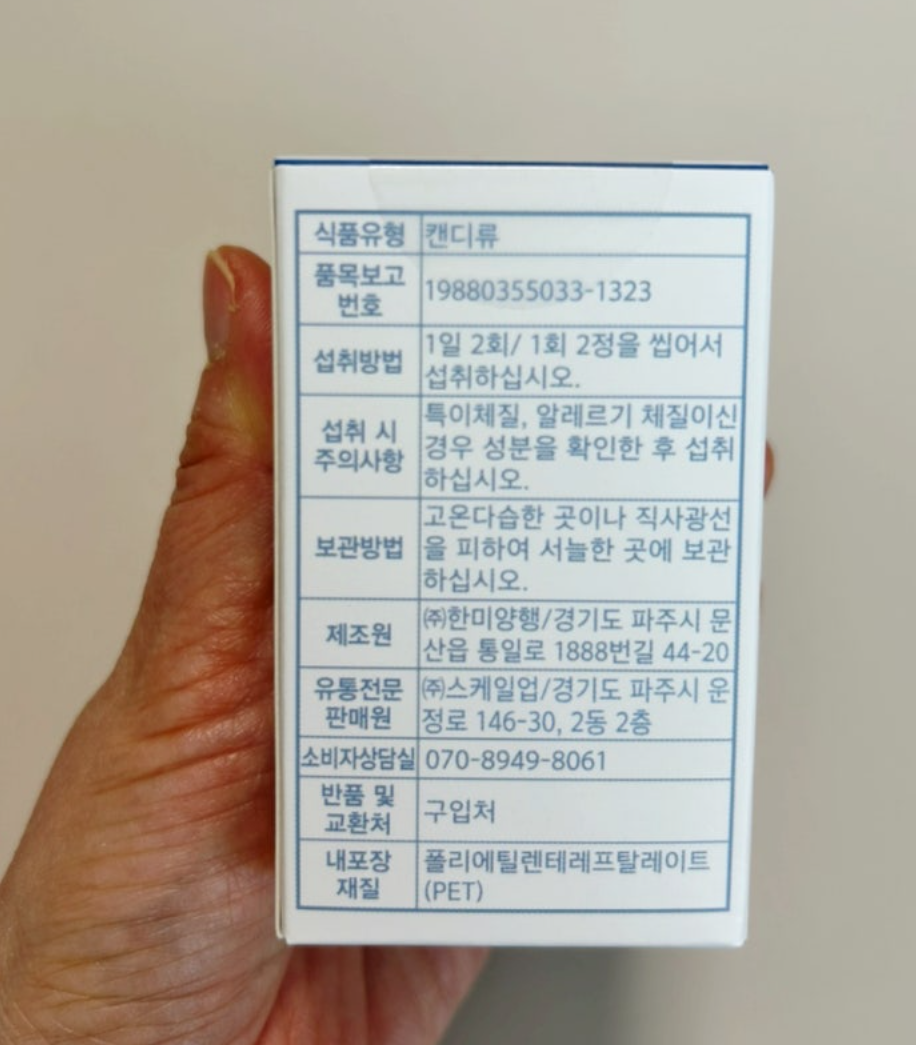 식품유형 캔디류
품목보고
번호
19880355033-1323
섭취방법
1일 2회/ 1회 2정을 씹어서
섭취하십시오.
섭취 시
주의사항
특이체질, 알레르기 체질이신
경우 성분을 확인한 후 섭취
하십시오.
보관방법
고온다습한 곳이나 직사광선
을 피하여 서늘한 곳에 보관
하십시오.
제조원
㈜한미양행/경기도 파주시 문
산읍 통일로 1888번길 44-20
유통전문
판매원
㈜스케일업/경기도 파주시 운
정로 146-30, 2동 2층
소비자상담실 070-8949-8061
반품 및
교환처
구입처
내포장
재질
폴리에틸렌테레프탈레이트
(PET)